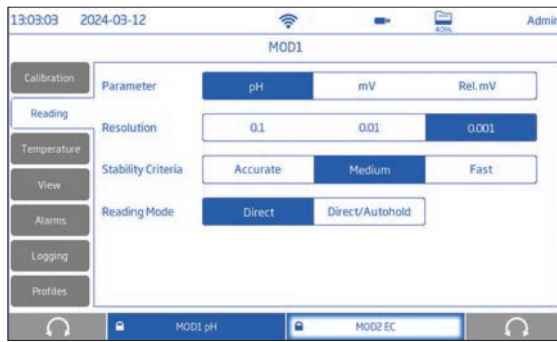 13:03:03 2024-03-12 40% Admin
MOD1
Calibration
Reading
Temperature
View
Alarms
Logging
Profiles
Parameter pH mV Rel. mV
Resolution 0.1 0.01 0.001
Stability Criteria Accurate Medium Fast
Reading Mode Direct Direct/Autohold
MOD1 pH MOD2 EC